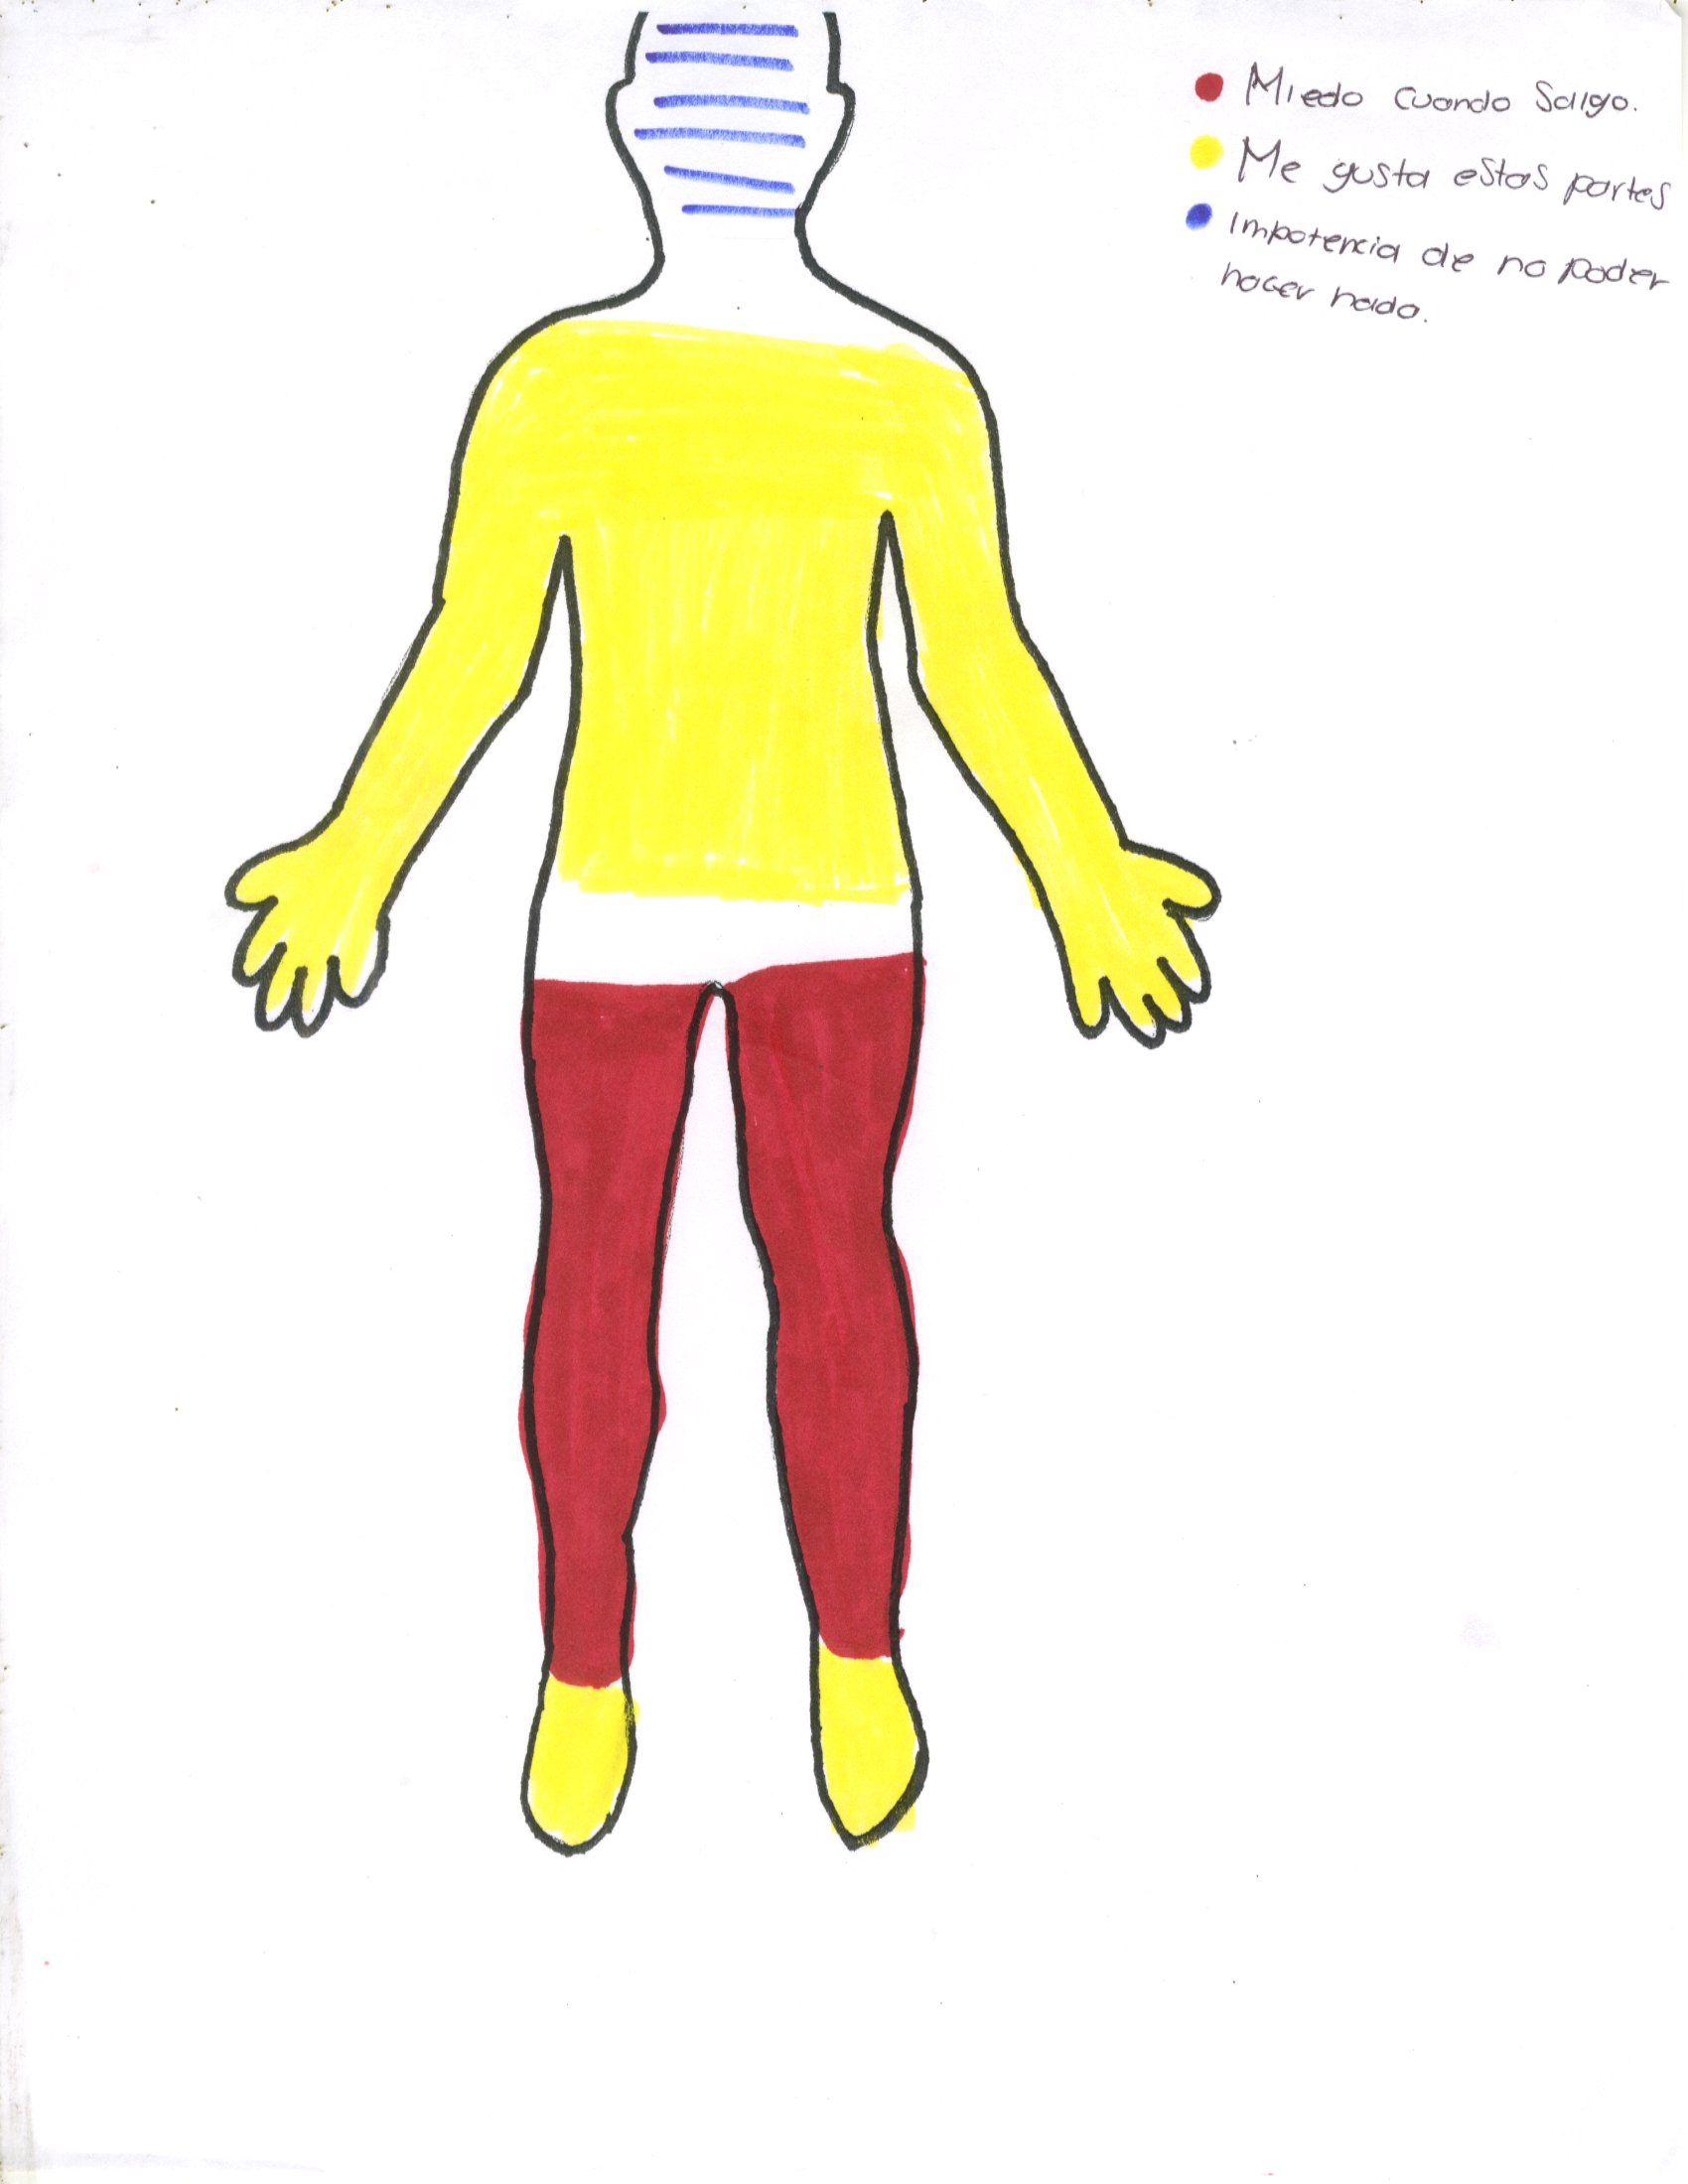 Miedo cuando Salgo.
Me gusta estas partes
Impotencia de no poder
hacer nada.